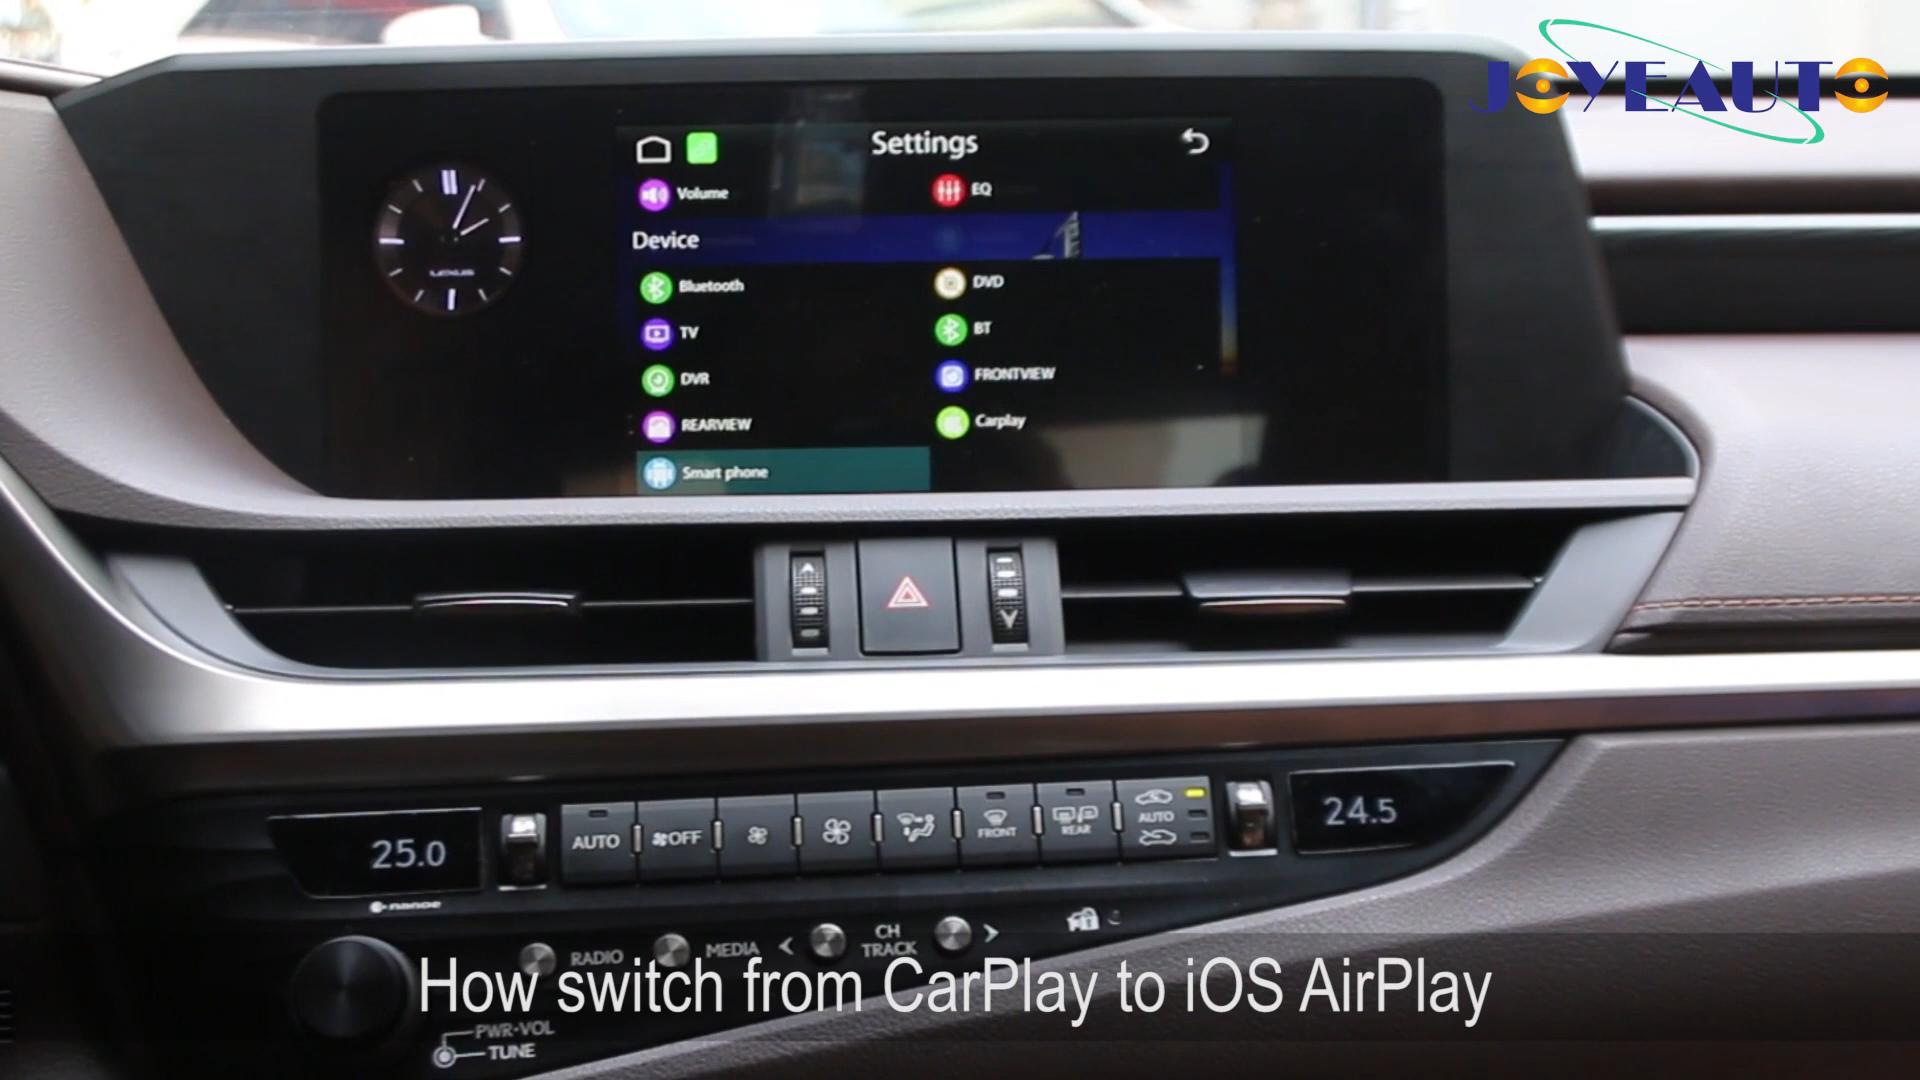 JOYEAUTO
Settings
Volume
EQ
Device
Bluetooth
DVD
TV
BT
DVR
FRONTVIEW
REARVIEW
Carplay
Smart phone
LEXUS
25.0
nanoe
AUTO
OFF
FRONT
REAR
AUTO
24.5
RADIO
MEDIA
CH
TRACK
How switch from CarPlay to iOS AirPlay
PWR·VOL
TUNE